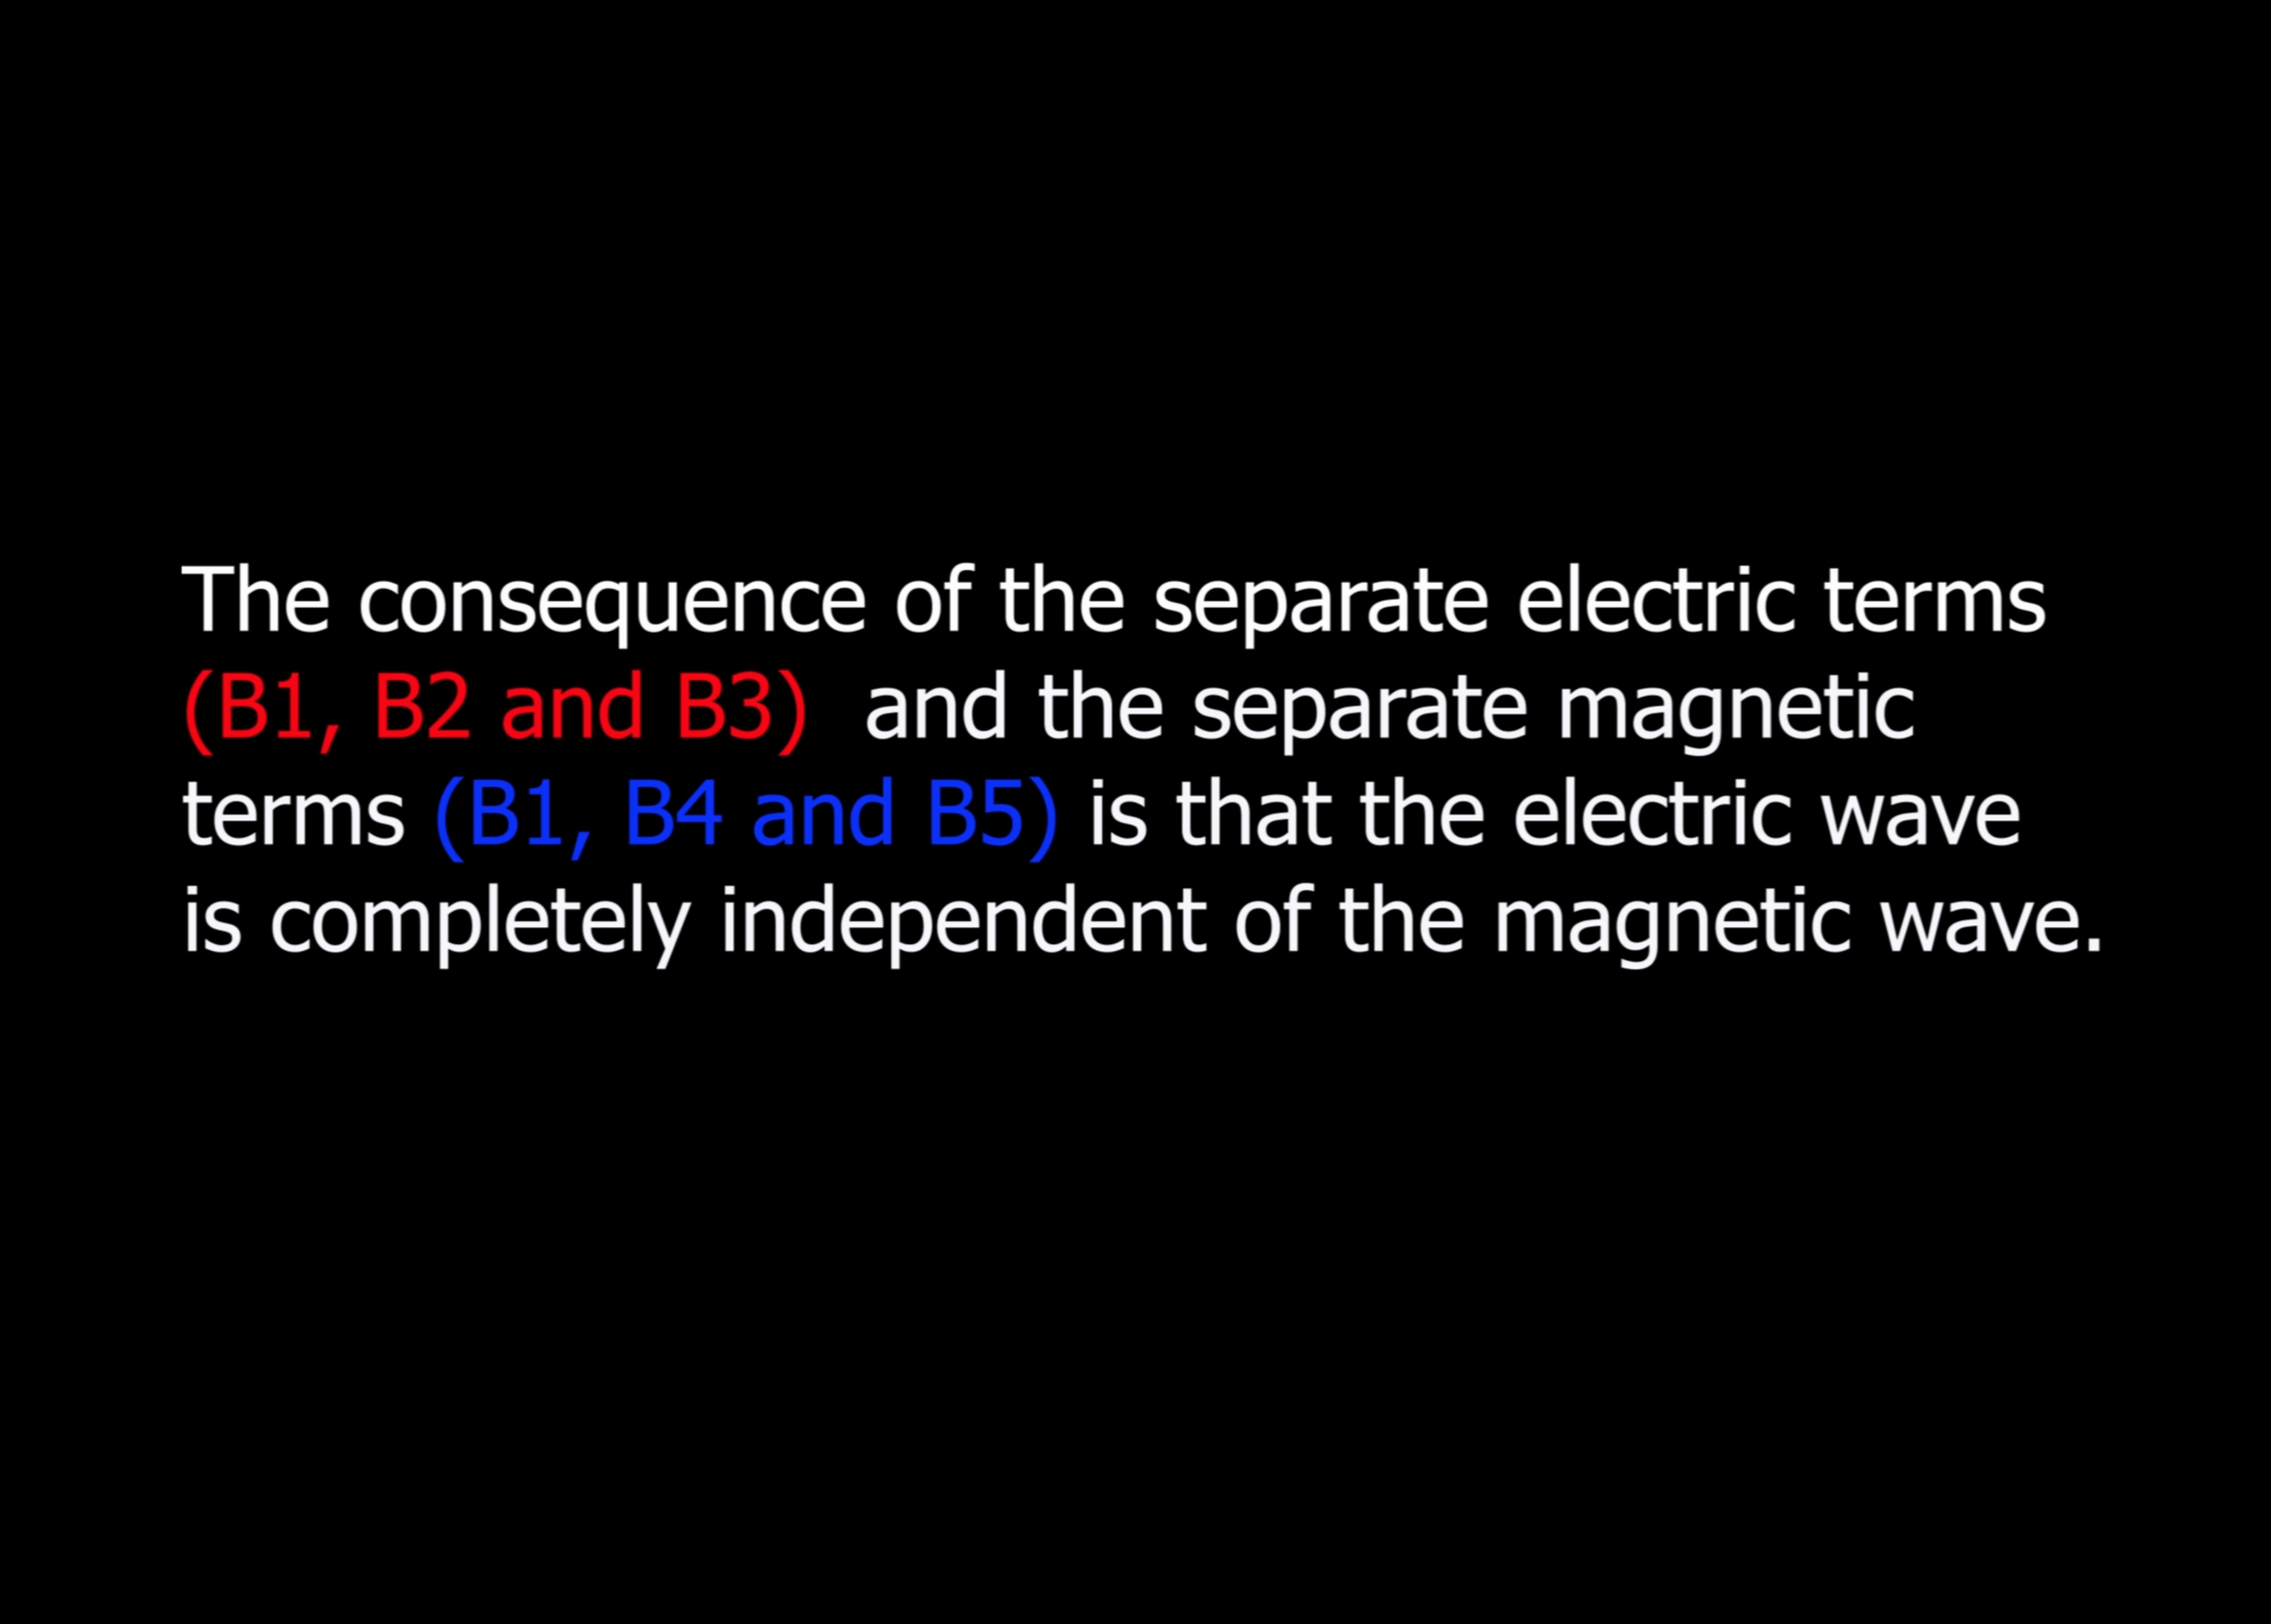 The consequence of the separate electric terms
(B1, B2 and B3)  and the separate magnetic
terms (B1, B4 and B5) is that the electric wave
is completely independent of the magnetic wave.